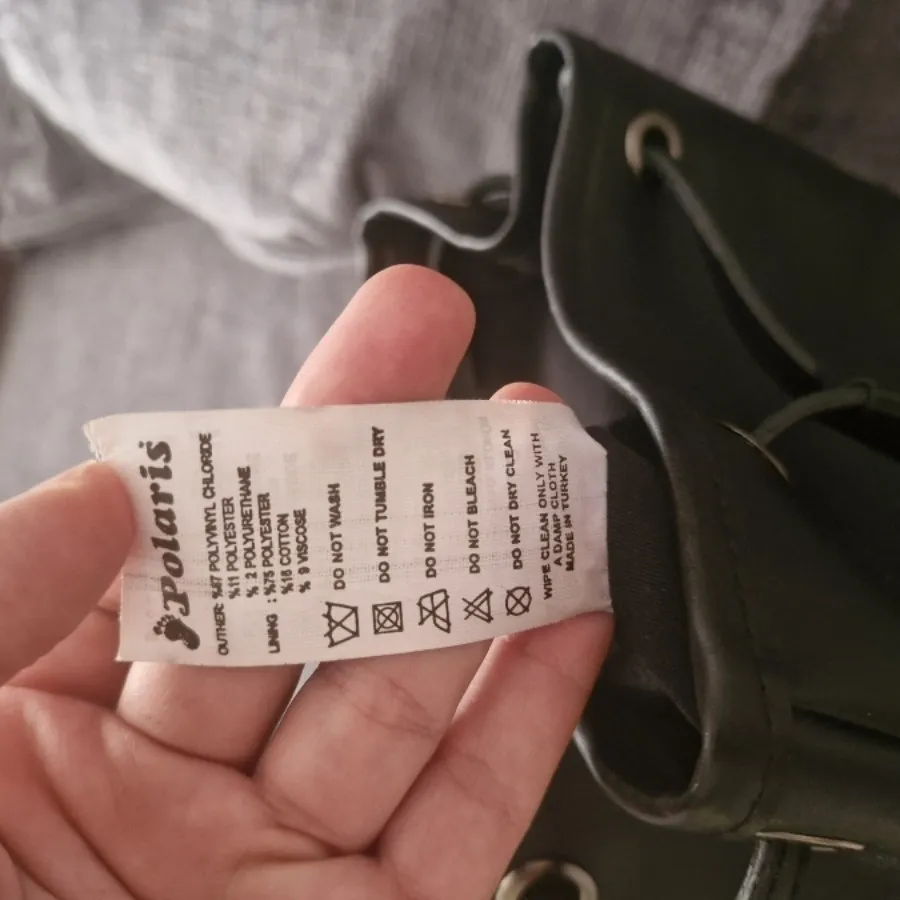 Polaris
OUTHER: %87 POLYVINYL CHLORDE
%11 POLYESTER
% 2 POLYURETHANE
LINING : %75 POLYESTER
%16 COTTON
% 9 VISCOSE
DO NOT WASH
DO NOT TUMBLE DRY
DO NOT IRON
DO NOT BLEACH
DO NOT DRY CLEAN
WIPE CLEAN ONLY WITH
A DAMP CLOTH
MADE IN TURKEY